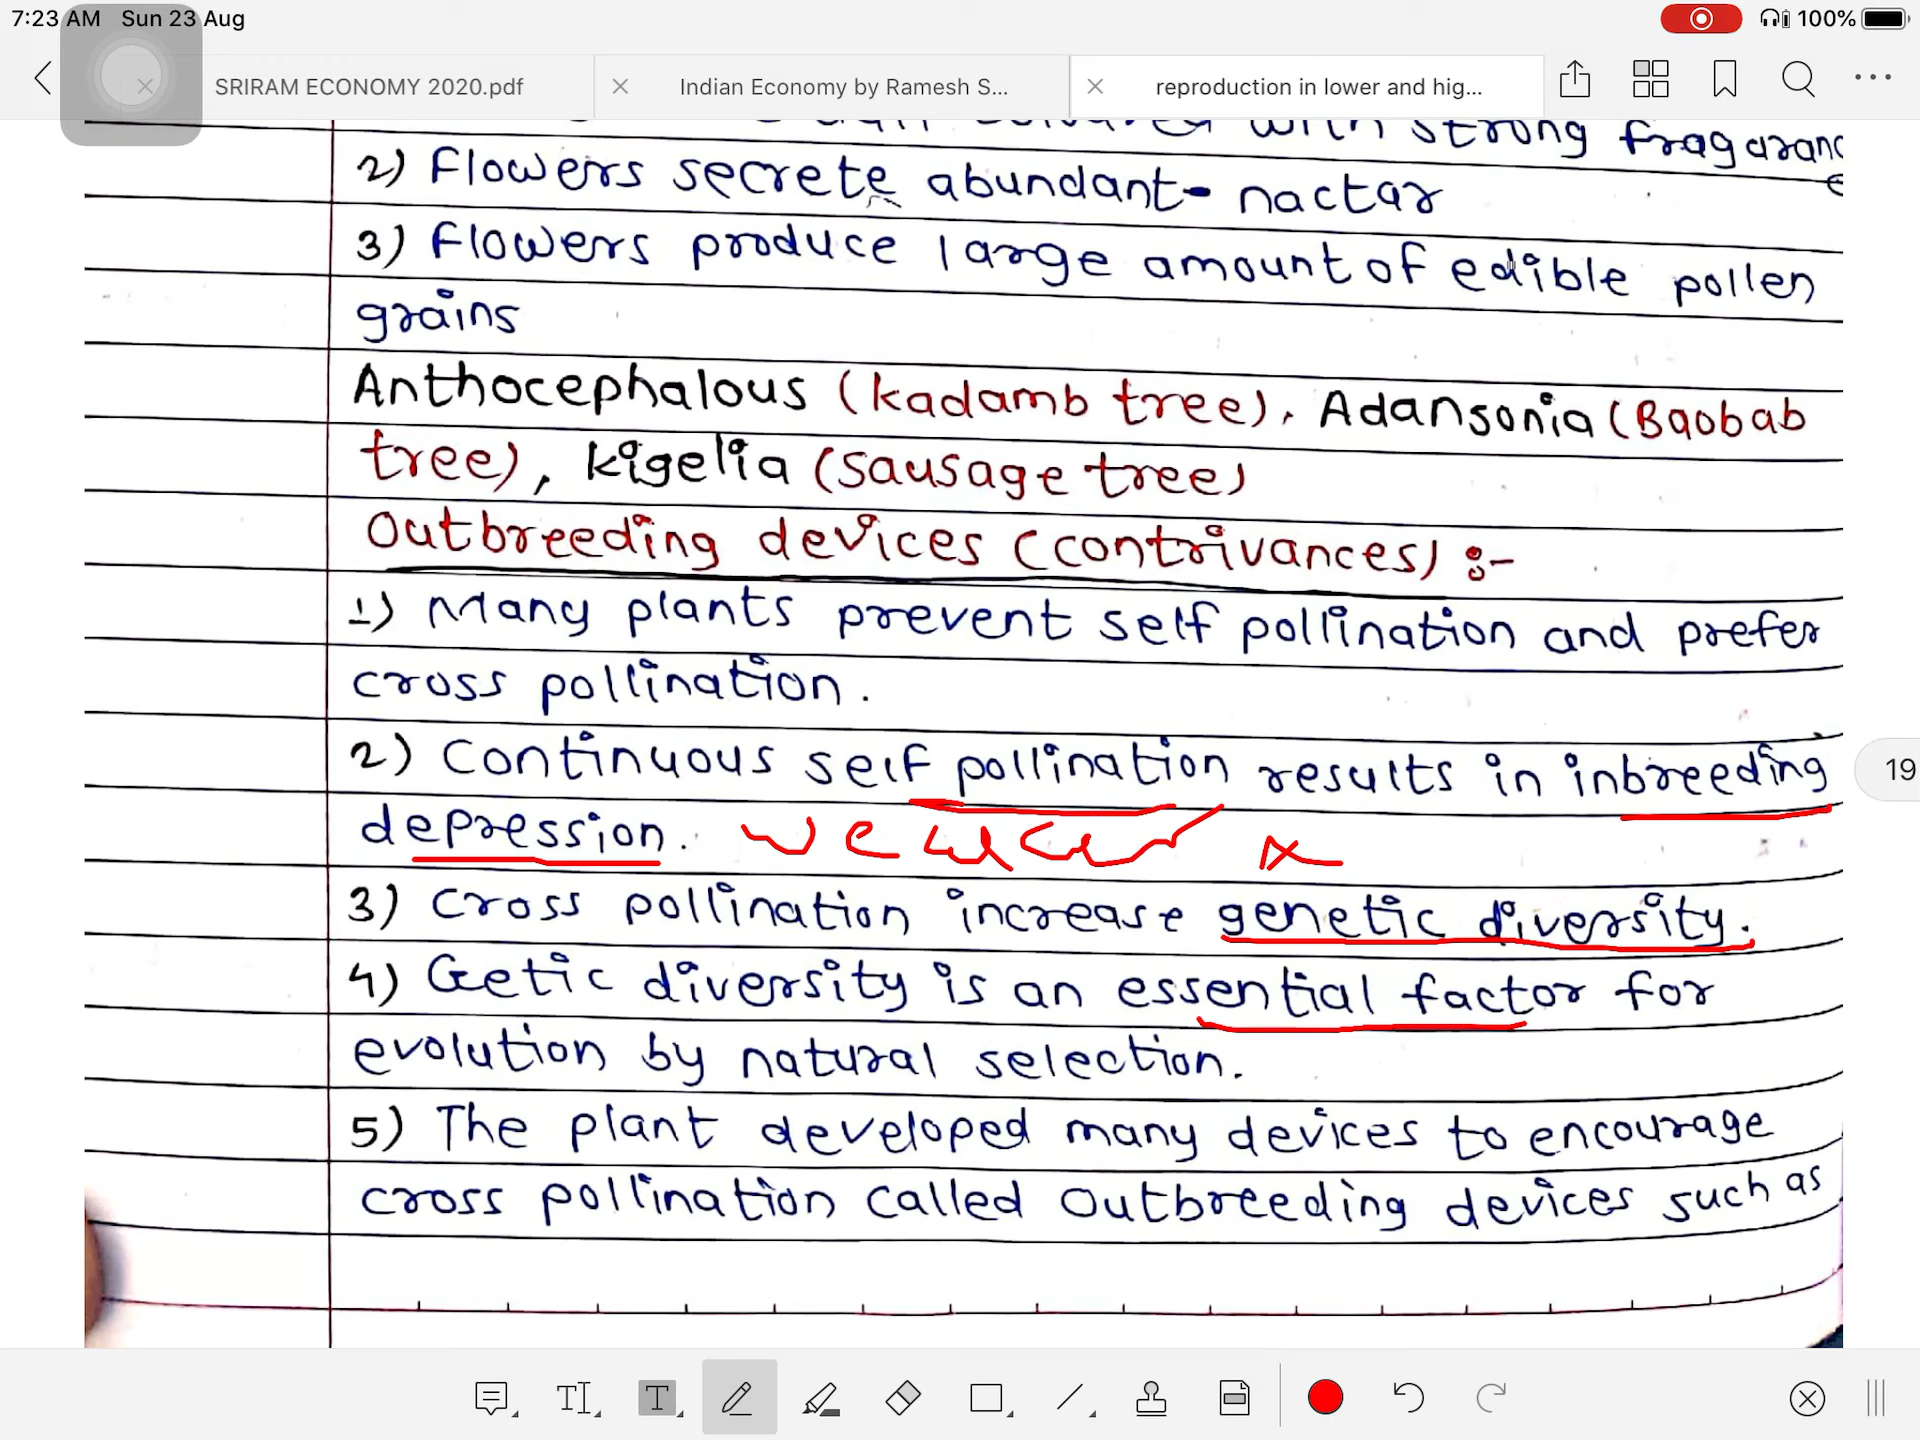 7:23 AM Sun 23 Aug 100%
SRIRAM ECONOMY 2020.pdf Indian Economy by Ramesh S... reproduction in lower and hig...
with strong fragaranc
e
2) Flowers secrete abundant- nactar
3) Flowers produce large amount of edible pollen
grains
Anthocephalous (kadamb tree), Adansonia (Baobab
tree), kigelia (sausage tree)
Outbreeding devices (contrivances) :-
1) Many plants prevent self pollination and prefer
cross pollination.
2) Continuous self pollination results in inbreeding
depression.
3) Cross pollination increase genetic diversity.
4) Getic diversity is an essential factor for
evolution by natural selection.
5) The plant developed many devices to encourage
cross pollination called Outbreeding devices such as
19